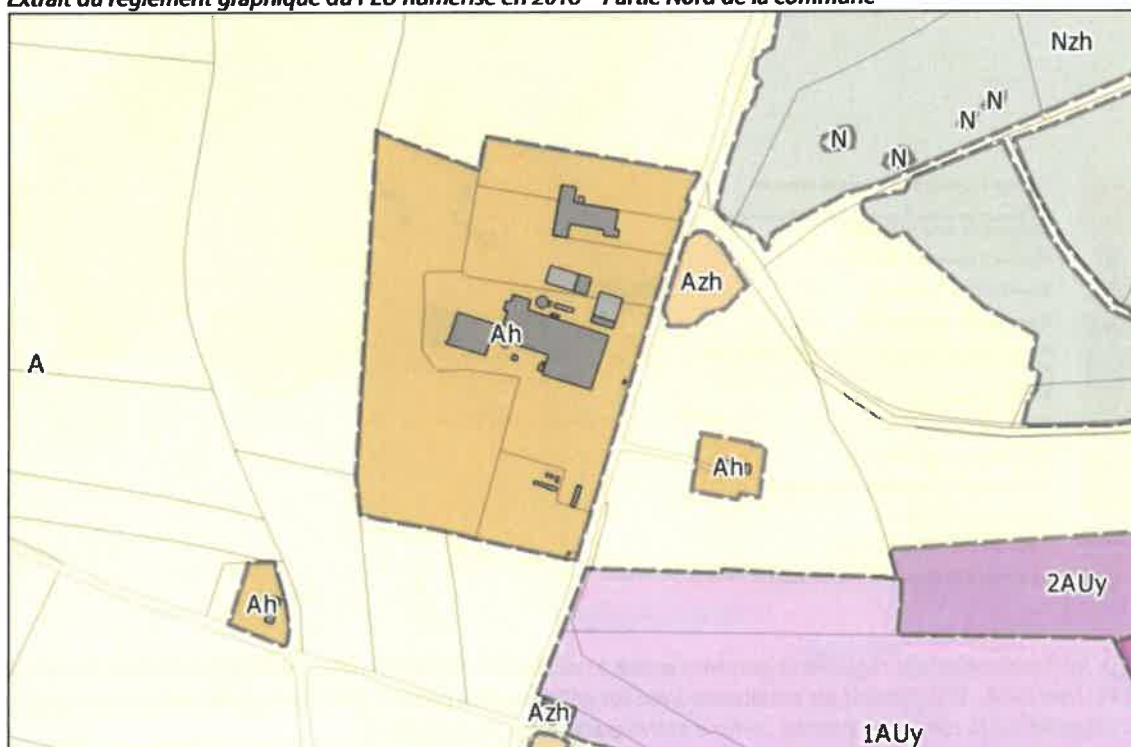 Extrait du règlement graphique du PLU numérisé en 2016 – Partie Nord de la commune
Nzh
N
N
N
N
Azh
Ah
A
Ah
2AUy
Ah
Azh
1AUy